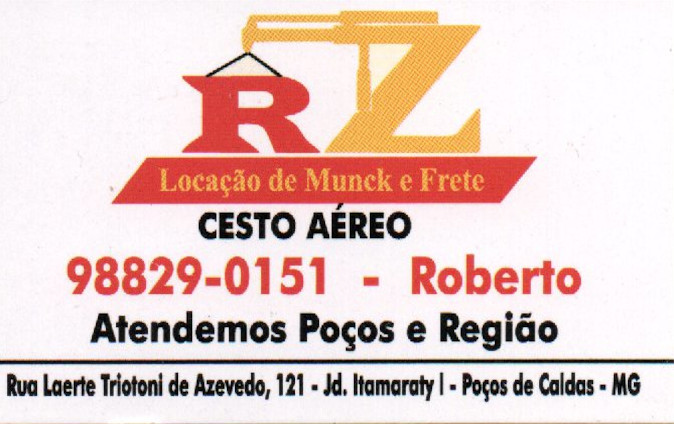 RZ
Locação de Munck e Frete
CESTO AÉREO
98829-0151 - Roberto
Atendemos Poços e Região
Rua Laerte Triotoni de Azevedo, 121 - Jd. Itamaraty I - Poços de Caldas - MG